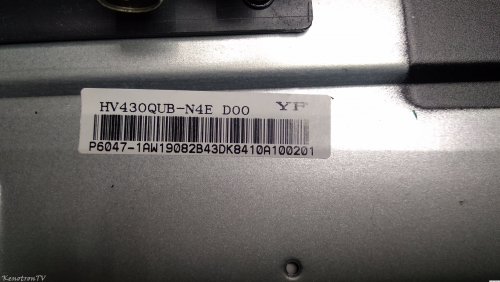 HV430QUB-N4E D00 YF
P6047-1AW19082B43DK8410A100201
KenotronTV